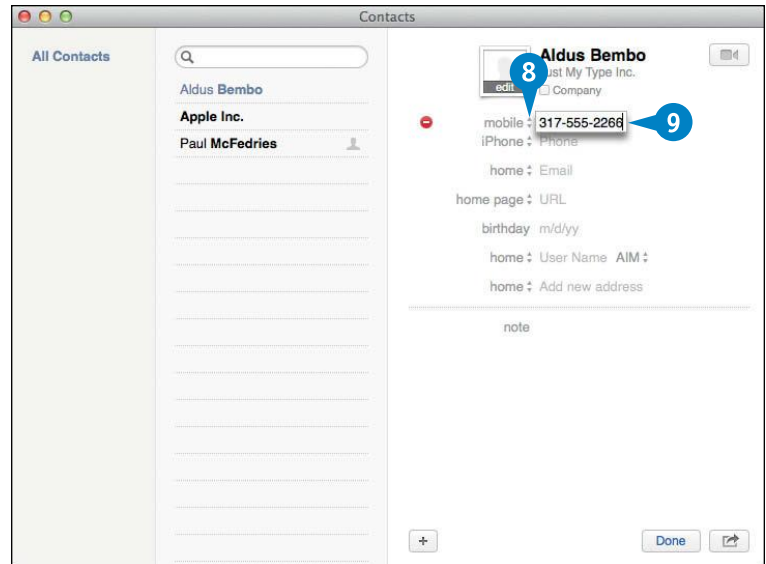 Contacts
All Contacts
Aldus Bembo
Apple Inc.
Paul McFedries
Aldus Bembo
Just My Type Inc.
edit
Company
8
mobile 317-555-2266
9
iPhone Phone
home Email
home page URL
birthday m/d/yy
home User Name AIM
home Add new address
note
+
Done